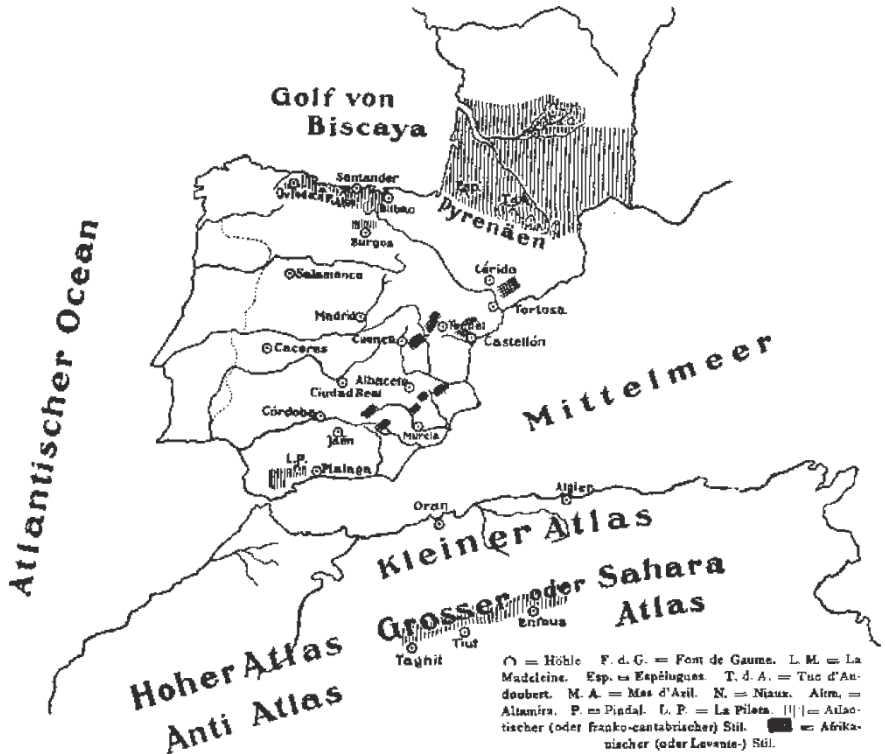 Golf von
Biscaya
Santander
Oviedo
Bilbao
Burgos
Esp.
Pyrenäen
Lérida
Tortosa
Salamanca
Madrid
Teruel
Cuenca
Castellón
Caceres
Albacete
Ciudad Real
Córdoba
Murcia
Jaén
L.P.
Malaga
Atlantischer Ocean
Mittelmeer
Algier
Oran
Kleiner Atlas
Grosser oder Sahara
Atlas
Enfous
Tiut
Taghit
Hoher Atlas
Anti Atlas
= Höhle F. d. G. = Font de Gaume. L. M. = La
Madeleine. Esp. = Espélugues. T. d. A. = Tuc d'Au-
doubert. M. A. = Mas d'Azil. N. = Niaux. Altm. =
Altamira. P. = Pindal. L. P. = La Pileta. = Atlan-
tischer (oder franko-cantabrischer) Stil. = Afrika-
nischer (oder Levante-) Stil.